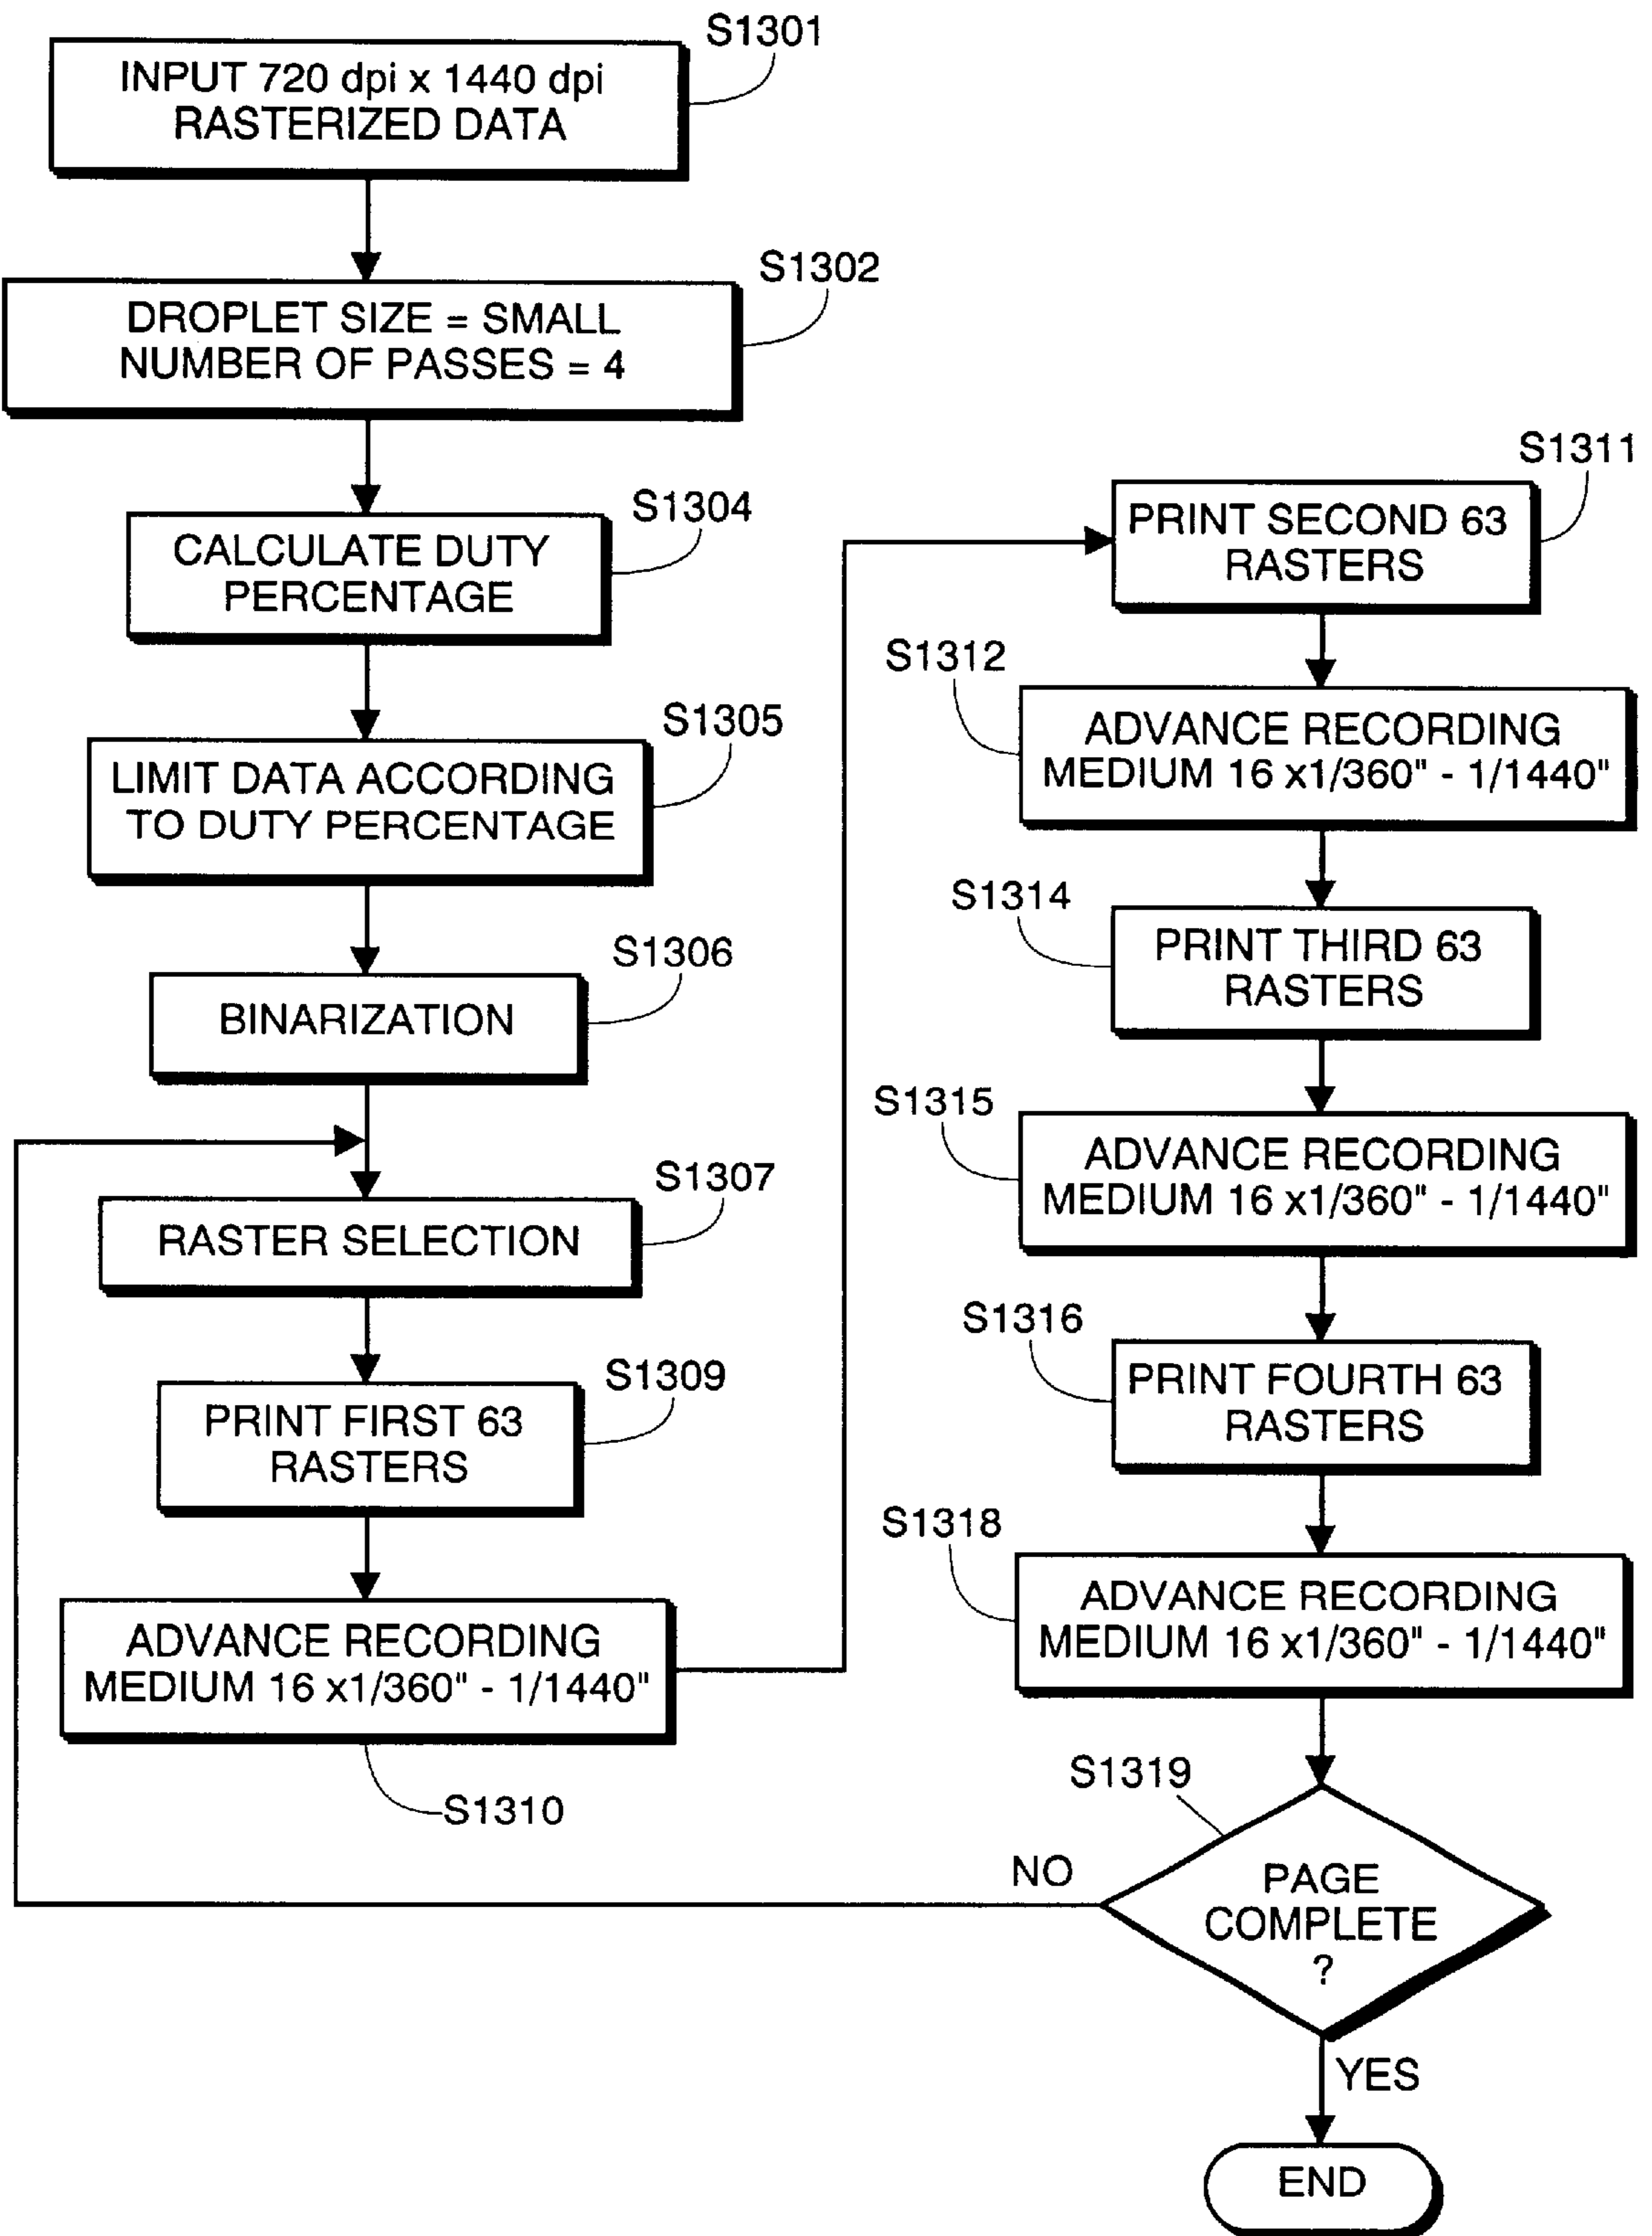 S1301
INPUT 720 dpi x 1440 dpi
RASTERIZED DATA
S1302
DROPLET SIZE = SMALL
NUMBER OF PASSES = 4
S1304
CALCULATE DUTY
PERCENTAGE
S1305
LIMIT DATA ACCORDING
TO DUTY PERCENTAGE
S1306
BINARIZATION
S1307
RASTER SELECTION
S1309
PRINT FIRST 63
RASTERS
ADVANCE RECORDING
MEDIUM 16 x1/360" - 1/1440"
S1310
S1311
PRINT SECOND 63
RASTERS
S1312
ADVANCE RECORDING
MEDIUM 16 x1/360" - 1/1440"
S1314
PRINT THIRD 63
RASTERS
S1315
ADVANCE RECORDING
MEDIUM 16 x1/360" - 1/1440"
S1316
PRINT FOURTH 63
RASTERS
S1318
ADVANCE RECORDING
MEDIUM 16 x1/360" - 1/1440"
S1319
NO
PAGE
COMPLETE
?
YES
END